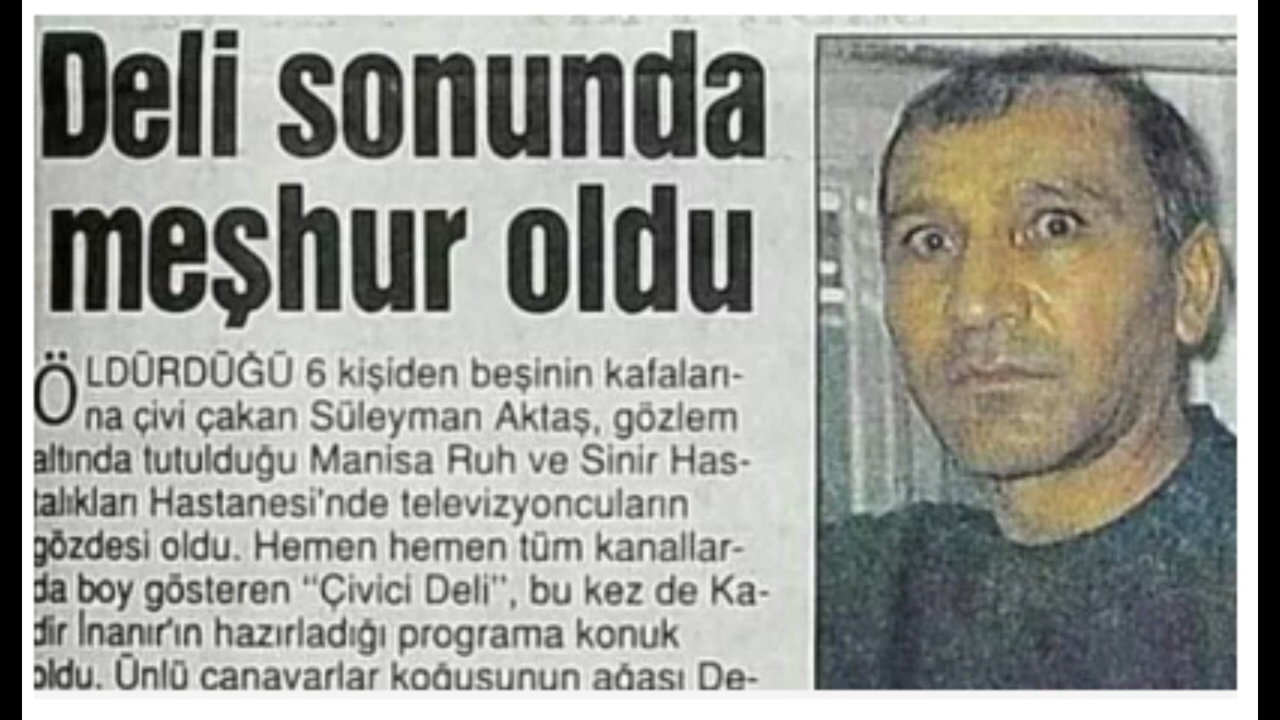 Deli sonunda
meşhur oldu
ÖLDÜRDÜĞÜ 6 kişiden beşinin kafaları-
na çivi çakan Süleyman Aktaş, gözlem
altında tutulduğu Manisa Ruh ve Sinir Has-
talıkları Hastanesi'nde televizyoncuların
gözdesi oldu. Hemen hemen tüm kanallar-
da boy gösteren "Çivici Deli", bu kez de Ka-
dir İnanır'ın hazırladığı programa konuk
oldu. Ünlü canavarlar koğuşunun ağası De-